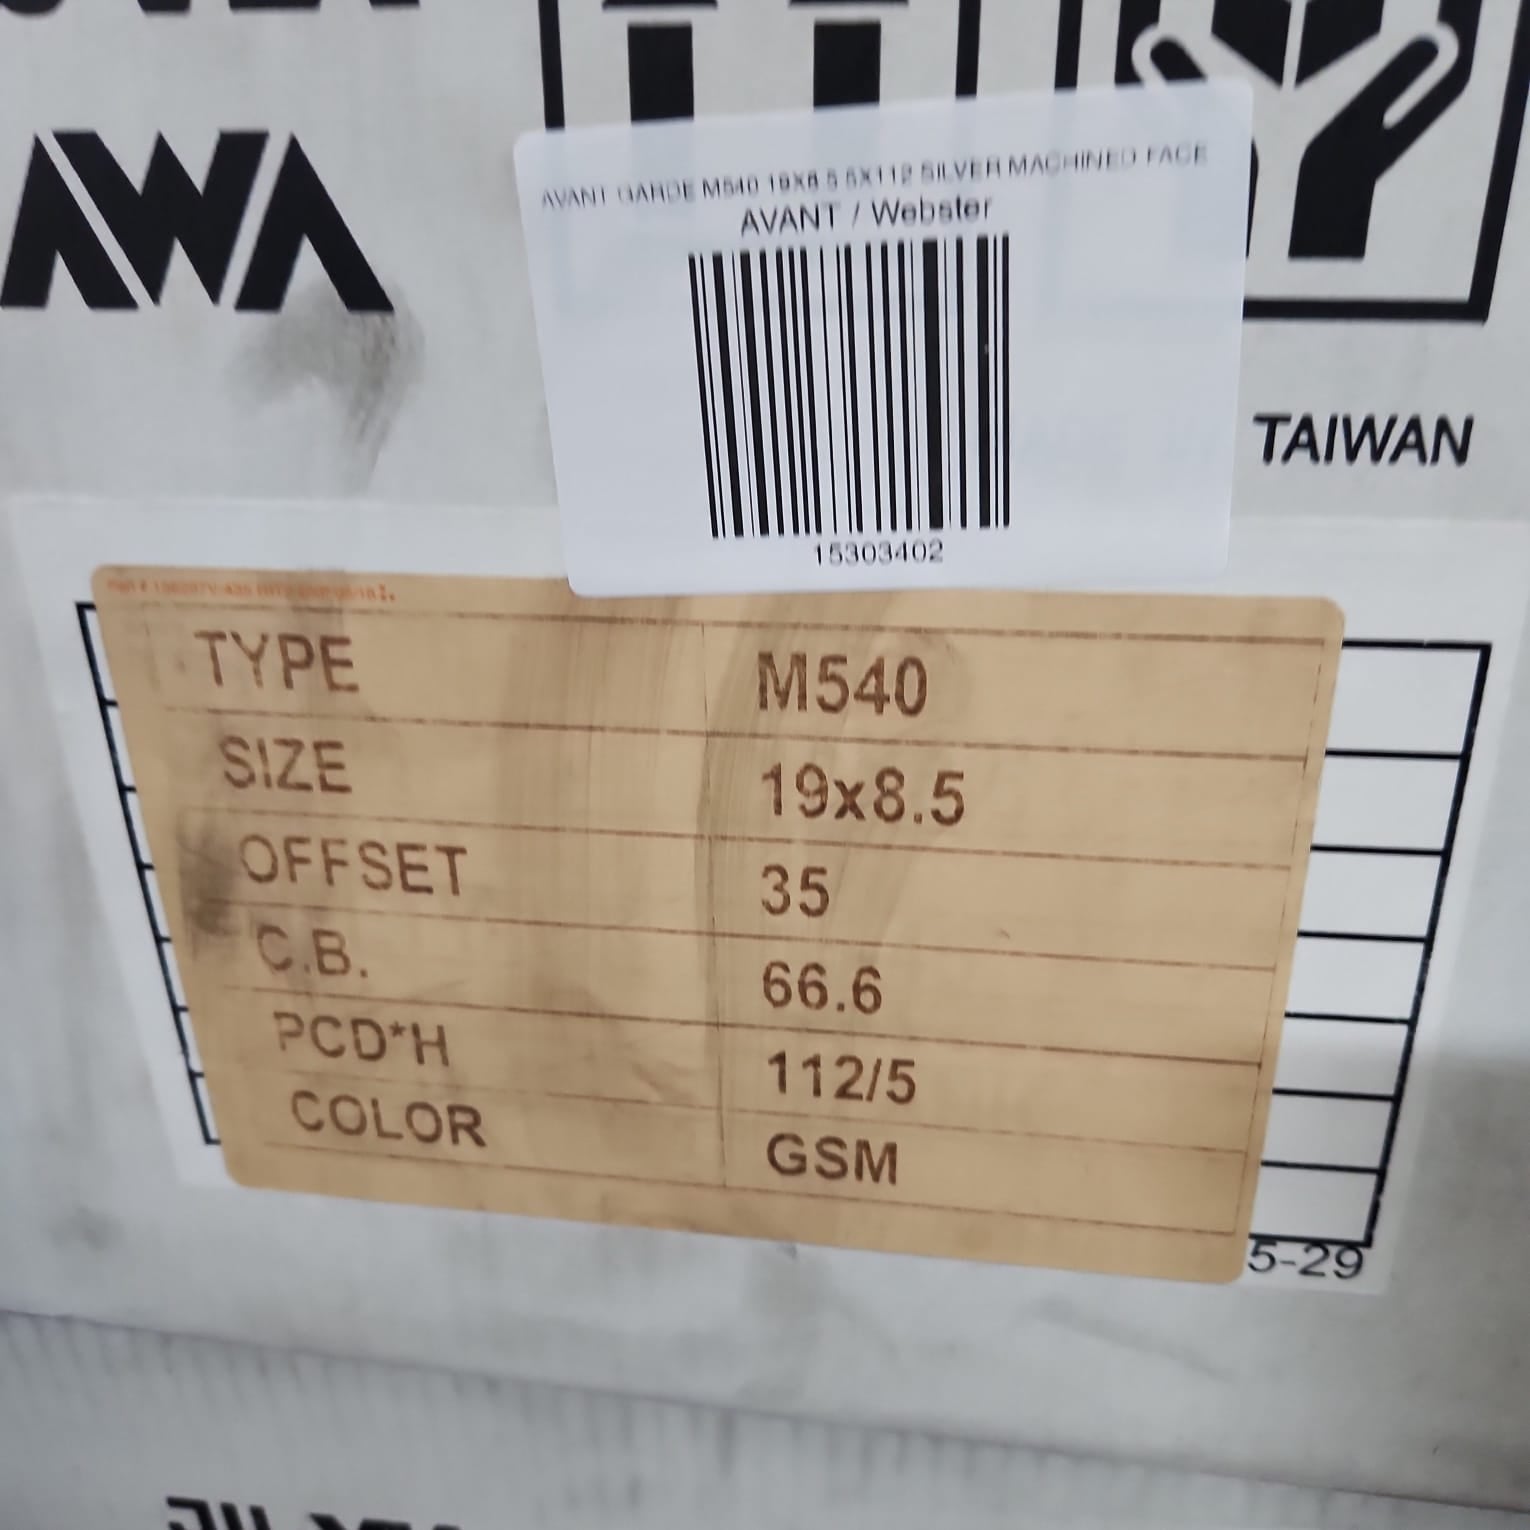 AWA
AVANT GARDE M540 19X8.5 5X112 SILVER MACHINED FACE
AVANT / Webster
15303402
TAIWAN
TYPE M540
SIZE 19x8.5
OFFSET 35
C.B. 66.6
PCD*H 112/5
COLOR GSM
5-29